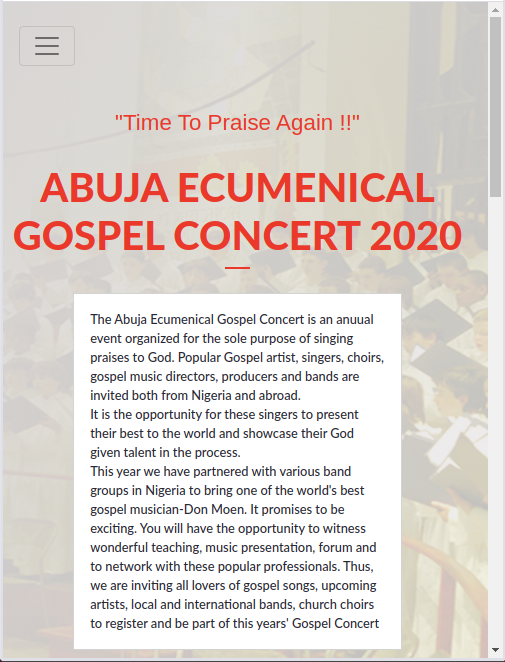 "Time To Praise Again !!"
ABUJA ECUMENICAL
GOSPEL CONCERT 2020
The Abuja Ecumenical Gospel Concert is an anuual
event organized for the sole purpose of singing
praises to God. Popular Gospel artist, singers, choirs,
gospel music directors, producers and bands are
invited both from Nigeria and abroad.
It is the opportunity for these singers to present
their best to the world and showcase their God
given talent in the process.
This year we have partnered with various band
groups in Nigeria to bring one of the world's best
gospel musician-Don Moen. It promises to be
exciting. You will have the opportunity to witness
wonderful teaching, music presentation, forum and
to network with these popular professionals. Thus,
we are inviting all lovers of gospel songs, upcoming
artists, local and international bands, church choirs
to register and be part of this years' Gospel Concert